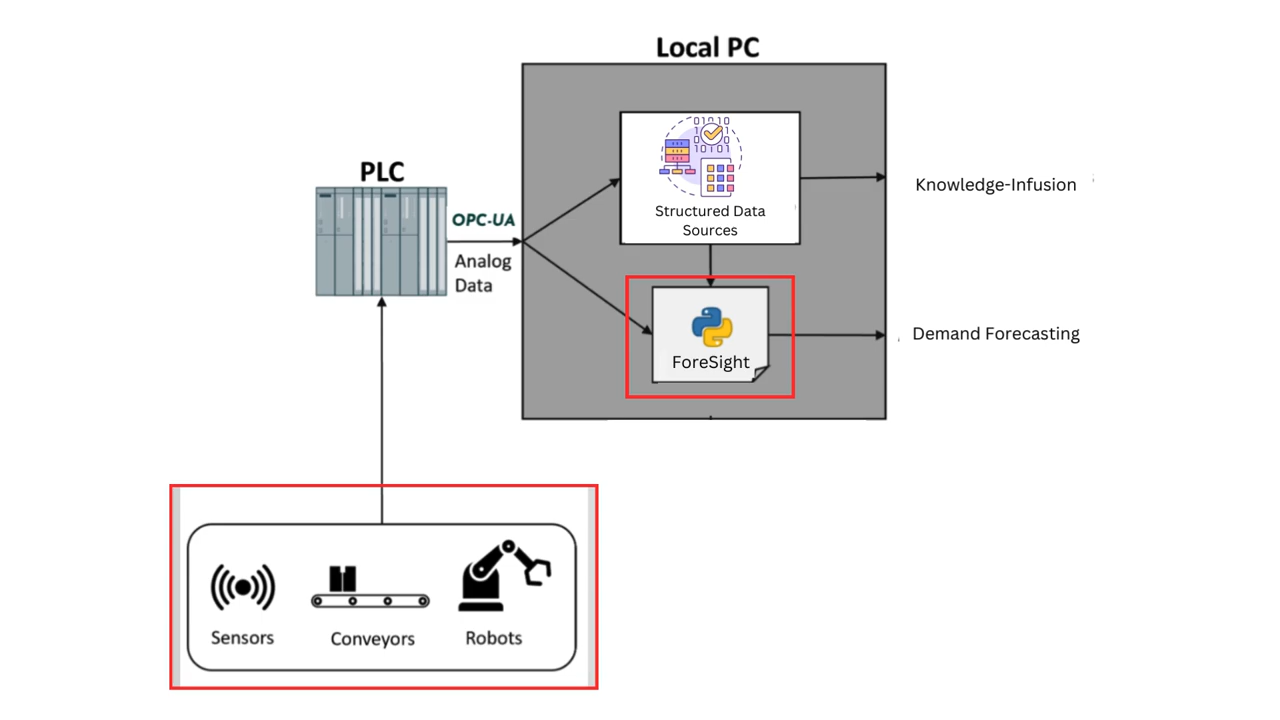 Local PC
PLC
OPC-UA
Analog
Data
Structured Data
Sources
Knowledge-Infusion
ForeSight
Demand Forecasting
Sensors
Conveyors
Robots